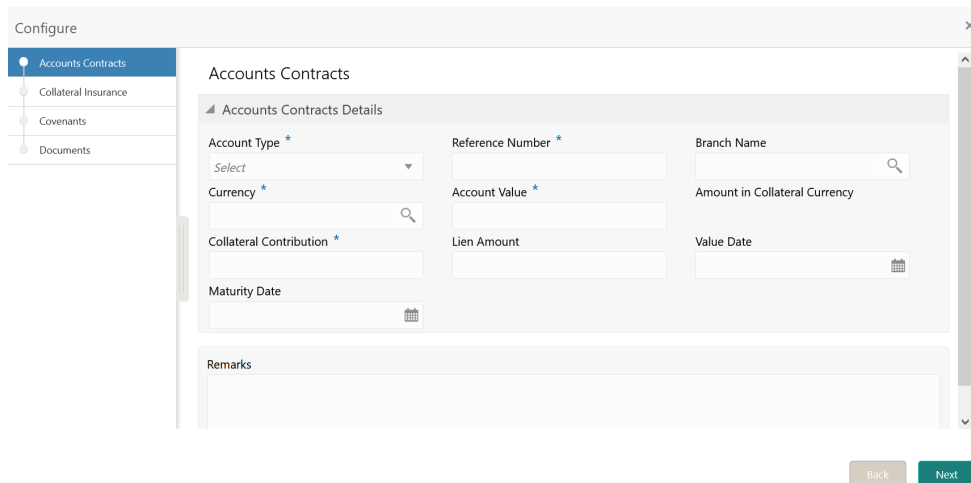 Configure
Accounts Contracts
Collateral Insurance
Covenants
Documents
Accounts Contracts
Accounts Contracts Details
Account Type *
Reference Number *
Branch Name
Select
Currency *
Account Value *
Amount in Collateral Currency
Collateral Contribution *
Lien Amount
Value Date
Maturity Date
Remarks
Back
Next